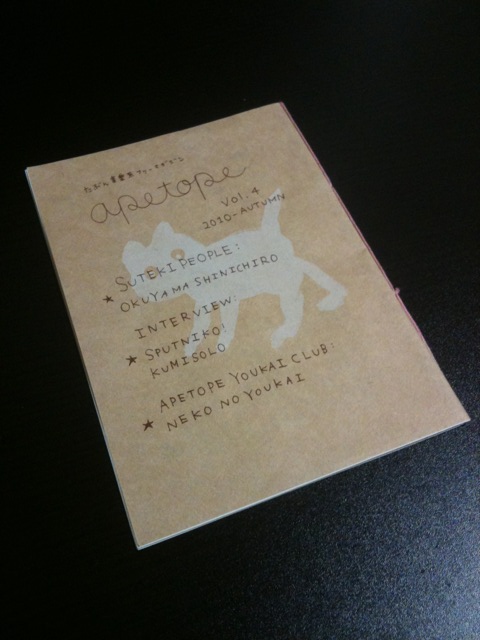 apetope
Vol. 4
2010-AUTUMN
SUTEKI PEOPLE:
★ OKUYAMA SHINICHIRO
INTERVIEW:
★ SPUTNIKO!
KUMISOLO
APETOPE YOUKAI CLUB:
★ NEKO NO YOUKAI